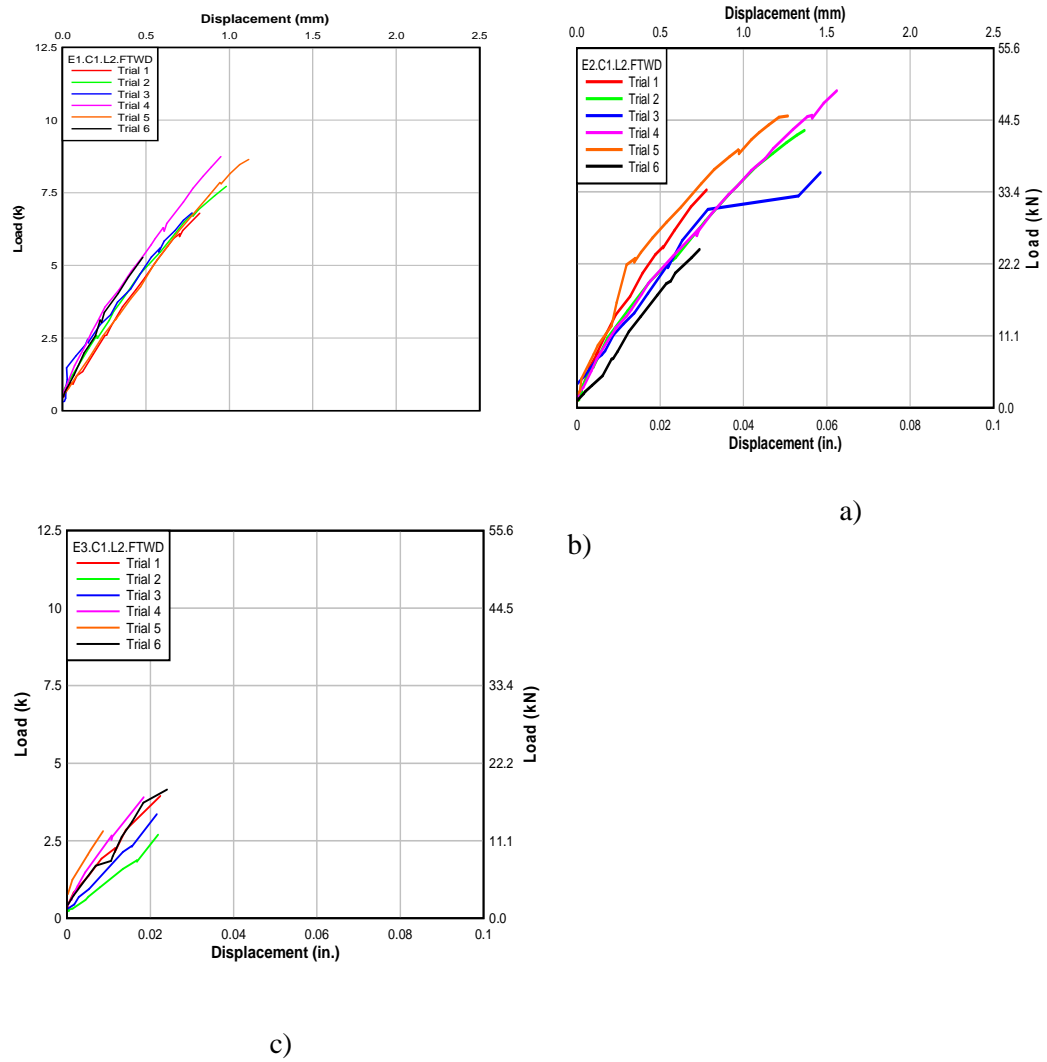 Displacement (mm)
0.0 0.5 1.0 1.5 2.0 2.5
12.5
10
7.5
5
2.5
0
Load (k)
E1.C1.L2.FTWD
Trial 1
Trial 2
Trial 3
Trial 4
Trial 5
Trial 6
Displacement (mm)
0.0 0.5 1.0 1.5 2.0 2.5
E2.C1.L2.FTWD
Trial 1
Trial 2
Trial 3
Trial 4
Trial 5
Trial 6
55.6
44.5
33.4
22.2
11.1
0.0
Load (kN)
0 0.02 0.04 0.06 0.08 0.1
Displacement (in.)
a)
b)
12.5
10
7.5
5
2.5
0
Load (k)
E3.C1.L2.FTWD
Trial 1
Trial 2
Trial 3
Trial 4
Trial 5
Trial 6
55.6
44.5
33.4
22.2
11.1
0.0
Load (kN)
0 0.02 0.04 0.06 0.08 0.1
Displacement (in.)
c)